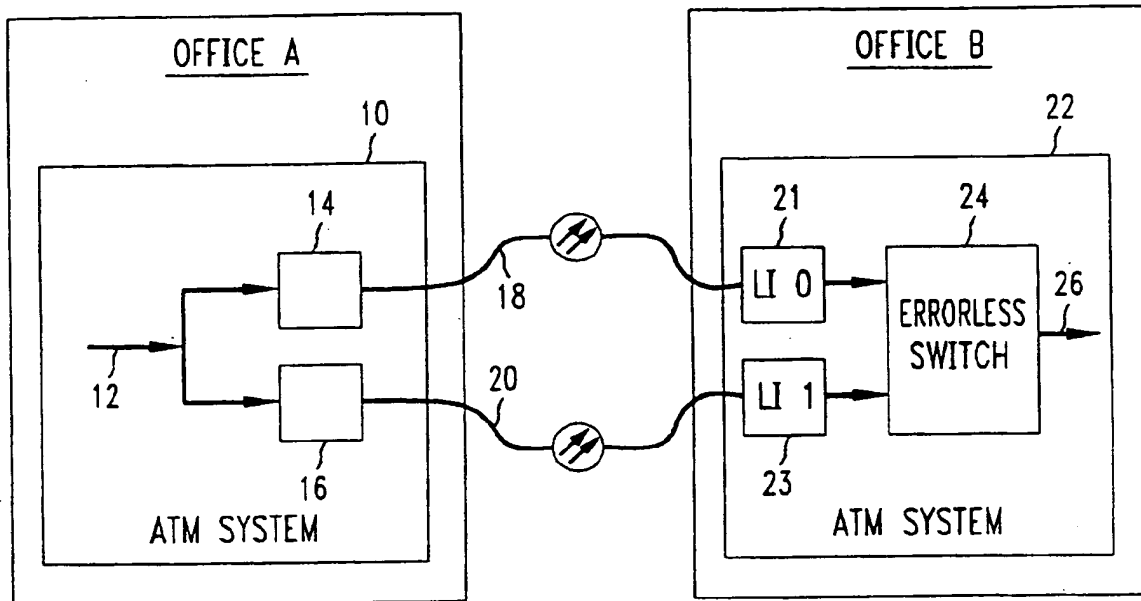 OFFICE A
OFFICE B
10
22
14
21
24
18
LI 0
26
ERRORLESS
SWITCH
12
20
LI 1
16
23
ATM SYSTEM
ATM SYSTEM